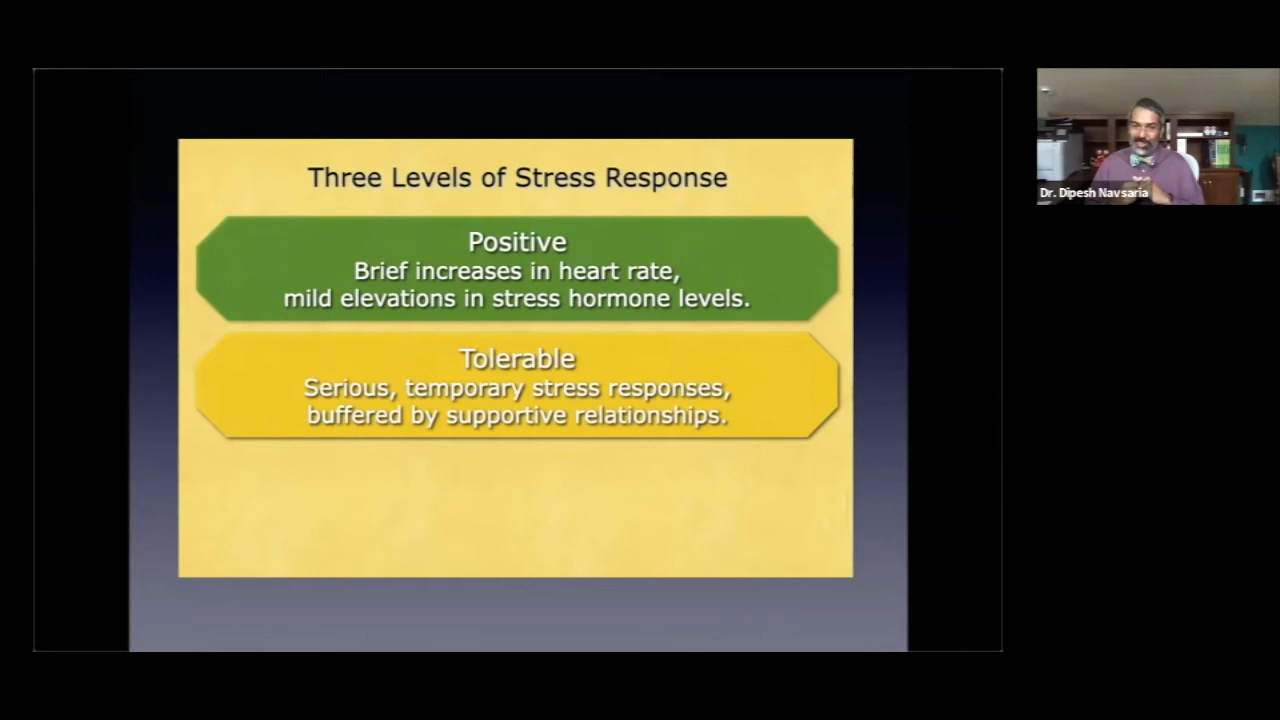 Three Levels of Stress Response
Positive
Brief increases in heart rate,
mild elevations in stress hormone levels.
Tolerable
Serious, temporary stress responses,
buffered by supportive relationships.
Dr. Dipesh Navsaria